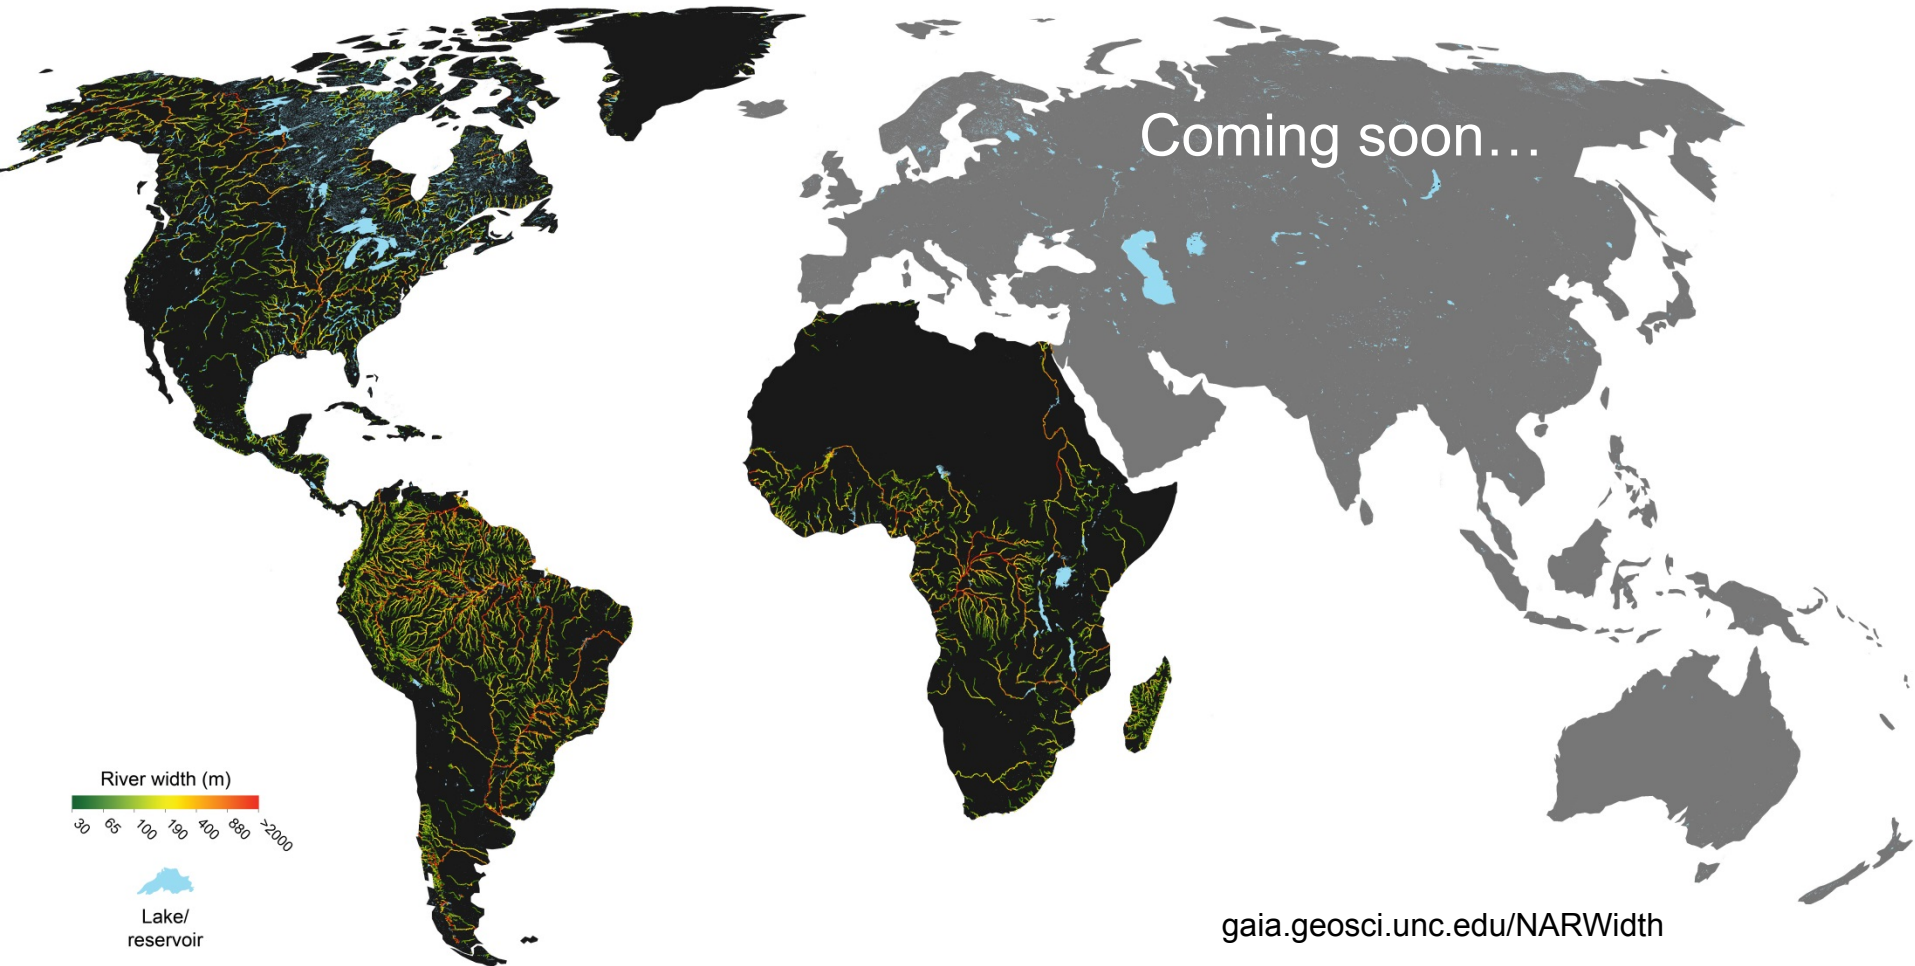 Coming soon…
River width (m)
30 65 100 190 400 880 >2000
Lake/
reservoir
gaia.geosci.unc.edu/NARWidth